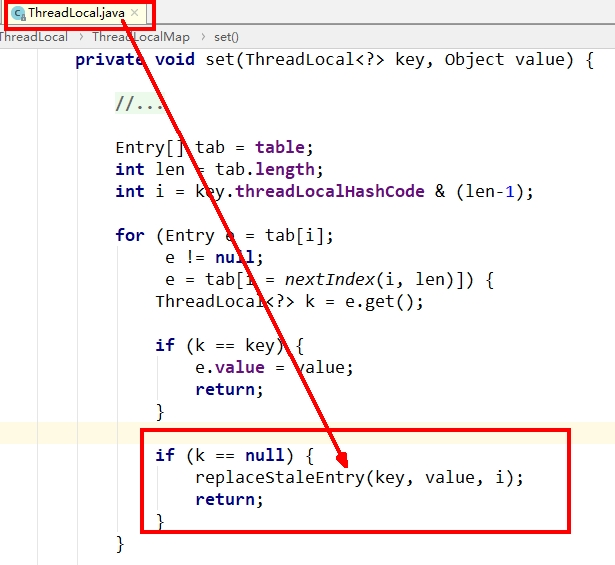 ThreadLocal.java
ThreadLocal ThreadLocalMap set()
private void set(ThreadLocal<?> key, Object value) {
//...
Entry[] tab = table;
int len = tab.length;
int i = key.threadLocalHashCode & (len-1);
for (Entry e = tab[i];
e != null;
e = tab[i = nextIndex(i, len)]) {
ThreadLocal<?> k = e.get();
if (k == key) {
e.value = value;
return;
}
if (k == null) {
replaceStaleEntry(key, value, i);
return;
}
}